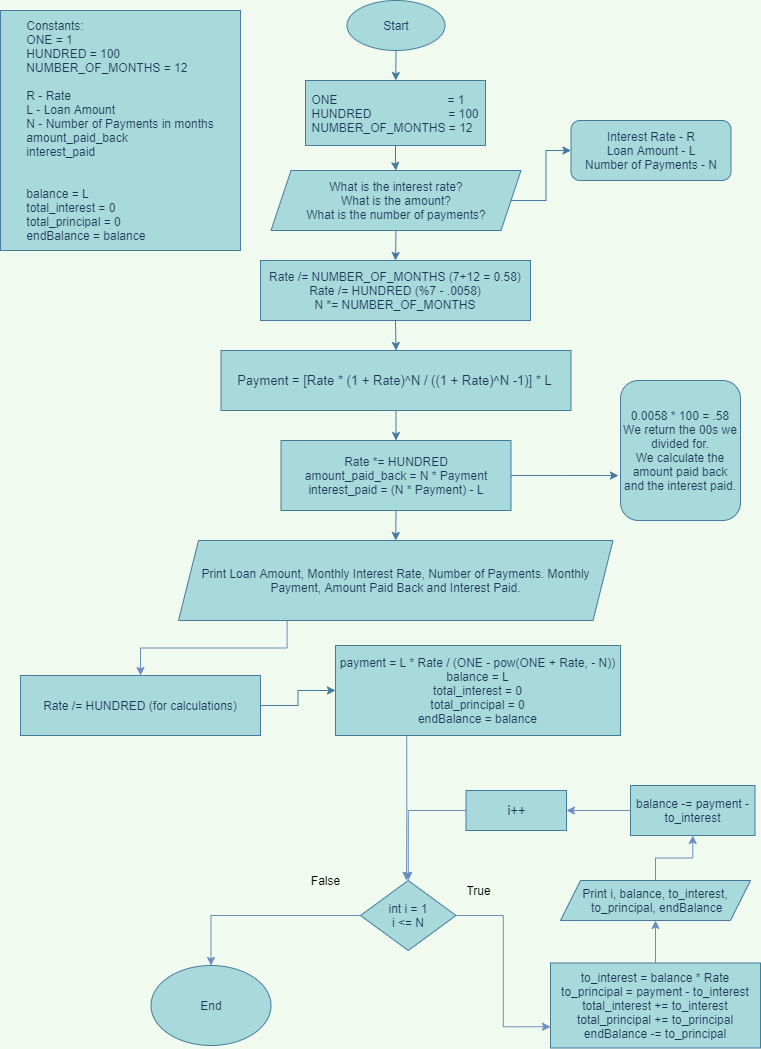 Constants:
ONE = 1
HUNDRED = 100
NUMBER_OF_MONTHS = 12
R - Rate
L - Loan Amount
N - Number of Payments in months
amount_paid_back
interest_paid
balance = L
total_interest = 0
total_principal = 0
endBalance = balance
Start
ONE = 1
HUNDRED = 100
NUMBER_OF_MONTHS = 12
Interest Rate - R
Loan Amount - L
Number of Payments - N
What is the interest rate?
What is the amount?
What is the number of payments?
Rate /= NUMBER_OF_MONTHS (7+12 = 0.58)
Rate /= HUNDRED (%7 - .0058)
N *= NUMBER_OF_MONTHS
Payment = [Rate * (1 + Rate)^N / ((1 + Rate)^N -1)] * L
Rate *= HUNDRED
amount_paid_back = N * Payment
interest_paid = (N * Payment) - L
0.0058 * 100 = .58
We return the 00s we
divided for.
We calculate the
amount paid back
and the interest paid.
Print Loan Amount, Monthly Interest Rate, Number of Payments. Monthly
Payment, Amount Paid Back and Interest Paid.
Rate /= HUNDRED (for calculations)
payment = L * Rate / (ONE - pow(ONE + Rate, - N))
balance = L
total_interest = 0
total_principal = 0
endBalance = balance
i++
balance -= payment -
to_interest
False
True
int i = 1
i <= N
Print i, balance, to_interest,
to_principal, endBalance
End
to_interest = balance * Rate
to_principal = payment - to_interest
total_interest += to_interest
total_principal += to_principal
endBalance -= to_principal